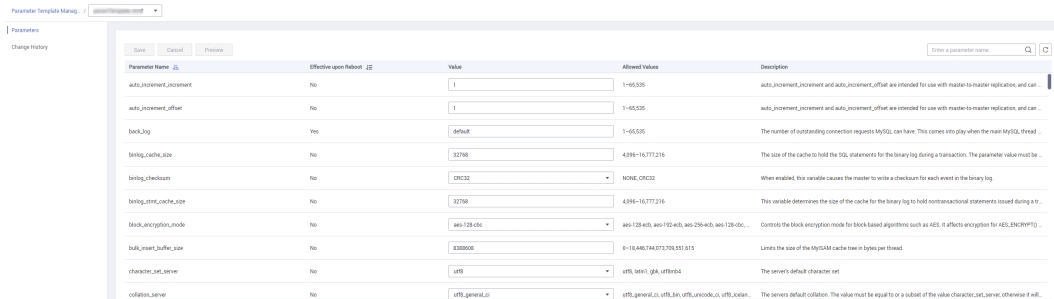 Parameter Template Manag... /
Parameters
Change History
Save Cancel Preview Enter a parameter name.
Parameter Name Effective upon Reboot Value Allowed Values Description
auto_increment_increment No 1 1–65,535 auto_increment_increment and auto_increment_offset are intended for use with master-to-master replication, and can ...
auto_increment_offset No 1 1–65,535 auto_increment_increment and auto_increment_offset are intended for use with master-to-master replication, and can ...
back_log Yes default 1–65,535 The number of outstanding connection requests MySQL can have. This comes into play when the main MySQL thread ...
binlog_cache_size No 32768 4,096–16,777,216 The size of the cache to hold the SQL statements for the binary log during a transaction. The parameter value must be ...
binlog_checksum No CRC32 NONE, CRC32 When enabled, this variable causes the master to write a checksum for each event in the binary log.
binlog_stmt_cache_size No 32768 4,096–16,777,216 This variable determines the size of the cache for the binary log to hold nontransactional statements issued during a tr...
block_encryption_mode No aes-128-cbc aes-128-ecb, aes-192-ecb, aes-256-ecb, aes-128-cbc, ... Controls the block encryption mode for block-based algorithms such as AES. It affects encryption for AES_ENCRYPT() ...
bulk_insert_buffer_size No 8388608 0–18,446,744,073,709,551,615 Limits the size of the MyISAM cache tree in bytes per thread.
character_set_server No utf8 utf8, latin1, gbk, utf8mb4 The server's default character set
collation_server No utf8_general_ci utf8_general_ci, utf8_bin, utf8_unicode_ci, utf8_icelan... The servers default collation. The value must be equal to or a subset of the value character_set_server, otherwise it will...